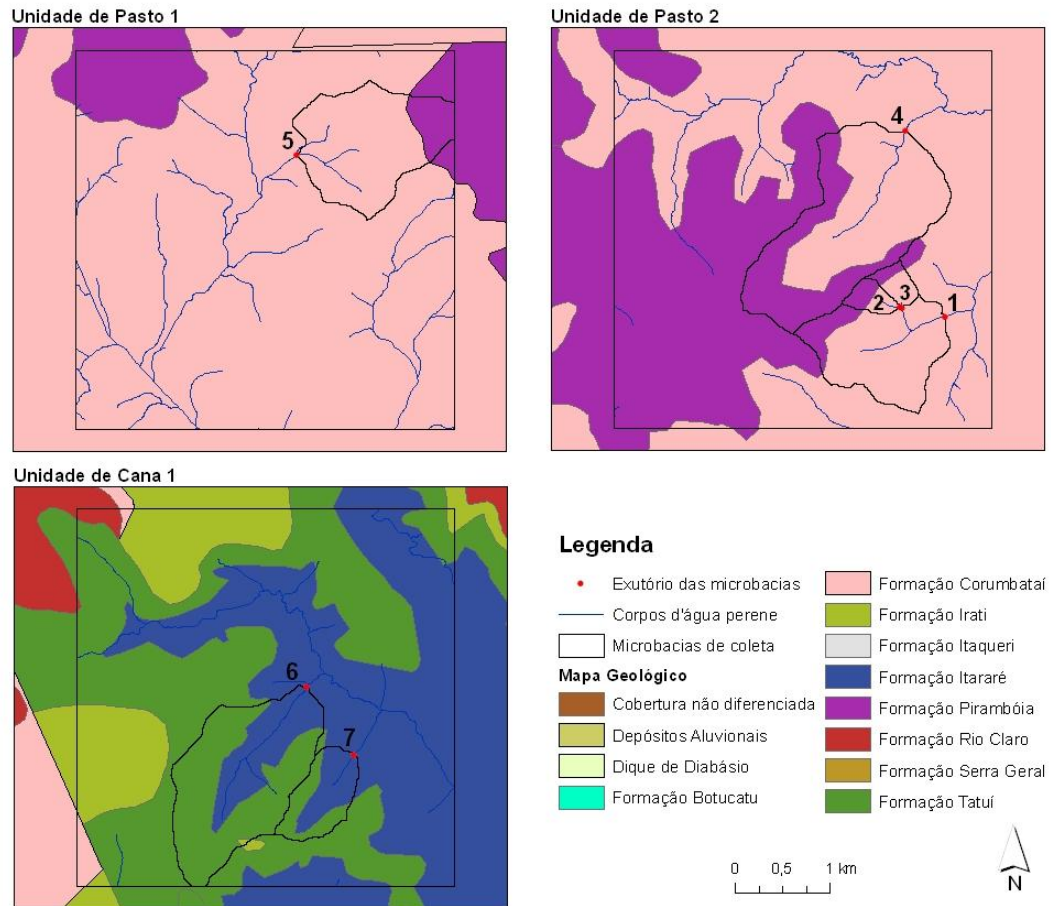 Unidade de Pasto 1
5
Unidade de Pasto 2
4
2
3
1
Unidade de Cana 1
6
7
Legenda
Exutório das microbacias
Corpos d'água perene
Microbacias de coleta
Mapa Geológico
Cobertura não diferenciada
Depósitos Aluvionais
Dique de Diabásio
Formação Botucatu
Formação Corumbataí
Formação Irati
Formação Itaqueri
Formação Itararé
Formação Pirambóia
Formação Rio Claro
Formação Serra Geral
Formação Tatuí
0 0,5 1 km
N